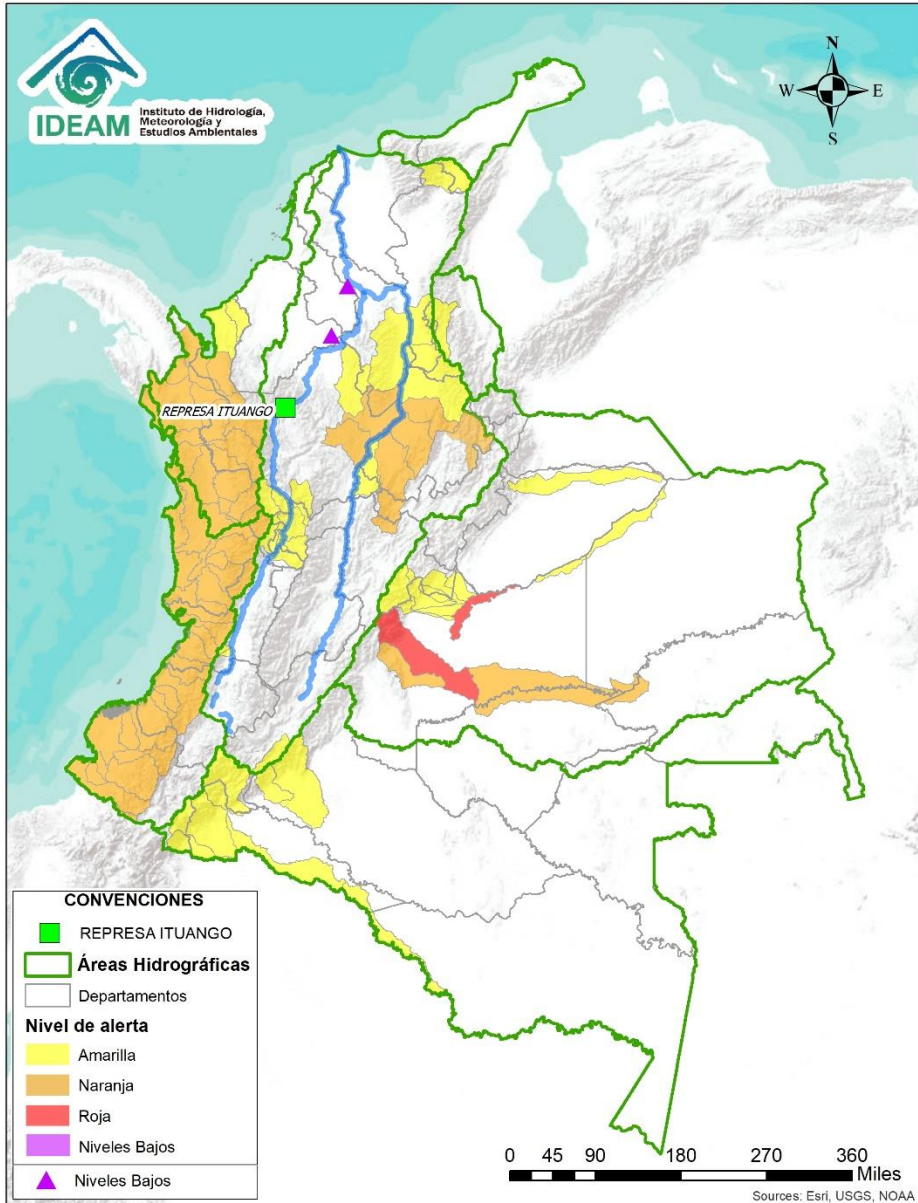 IDEAM
Instituto de Hidrología,
Meteorología y
Estudios Ambientales
N
W
E
S
REPRESA ITUANGO
CONVENCIONES
REPRESA ITUANGO
Áreas Hidrográficas
Departamentos
Nivel de alerta
Amarilla
Naranja
Roja
Niveles Bajos
Niveles Bajos
0 45 90 180 270 360
Miles
Sources: Esri, USGS, NOAA